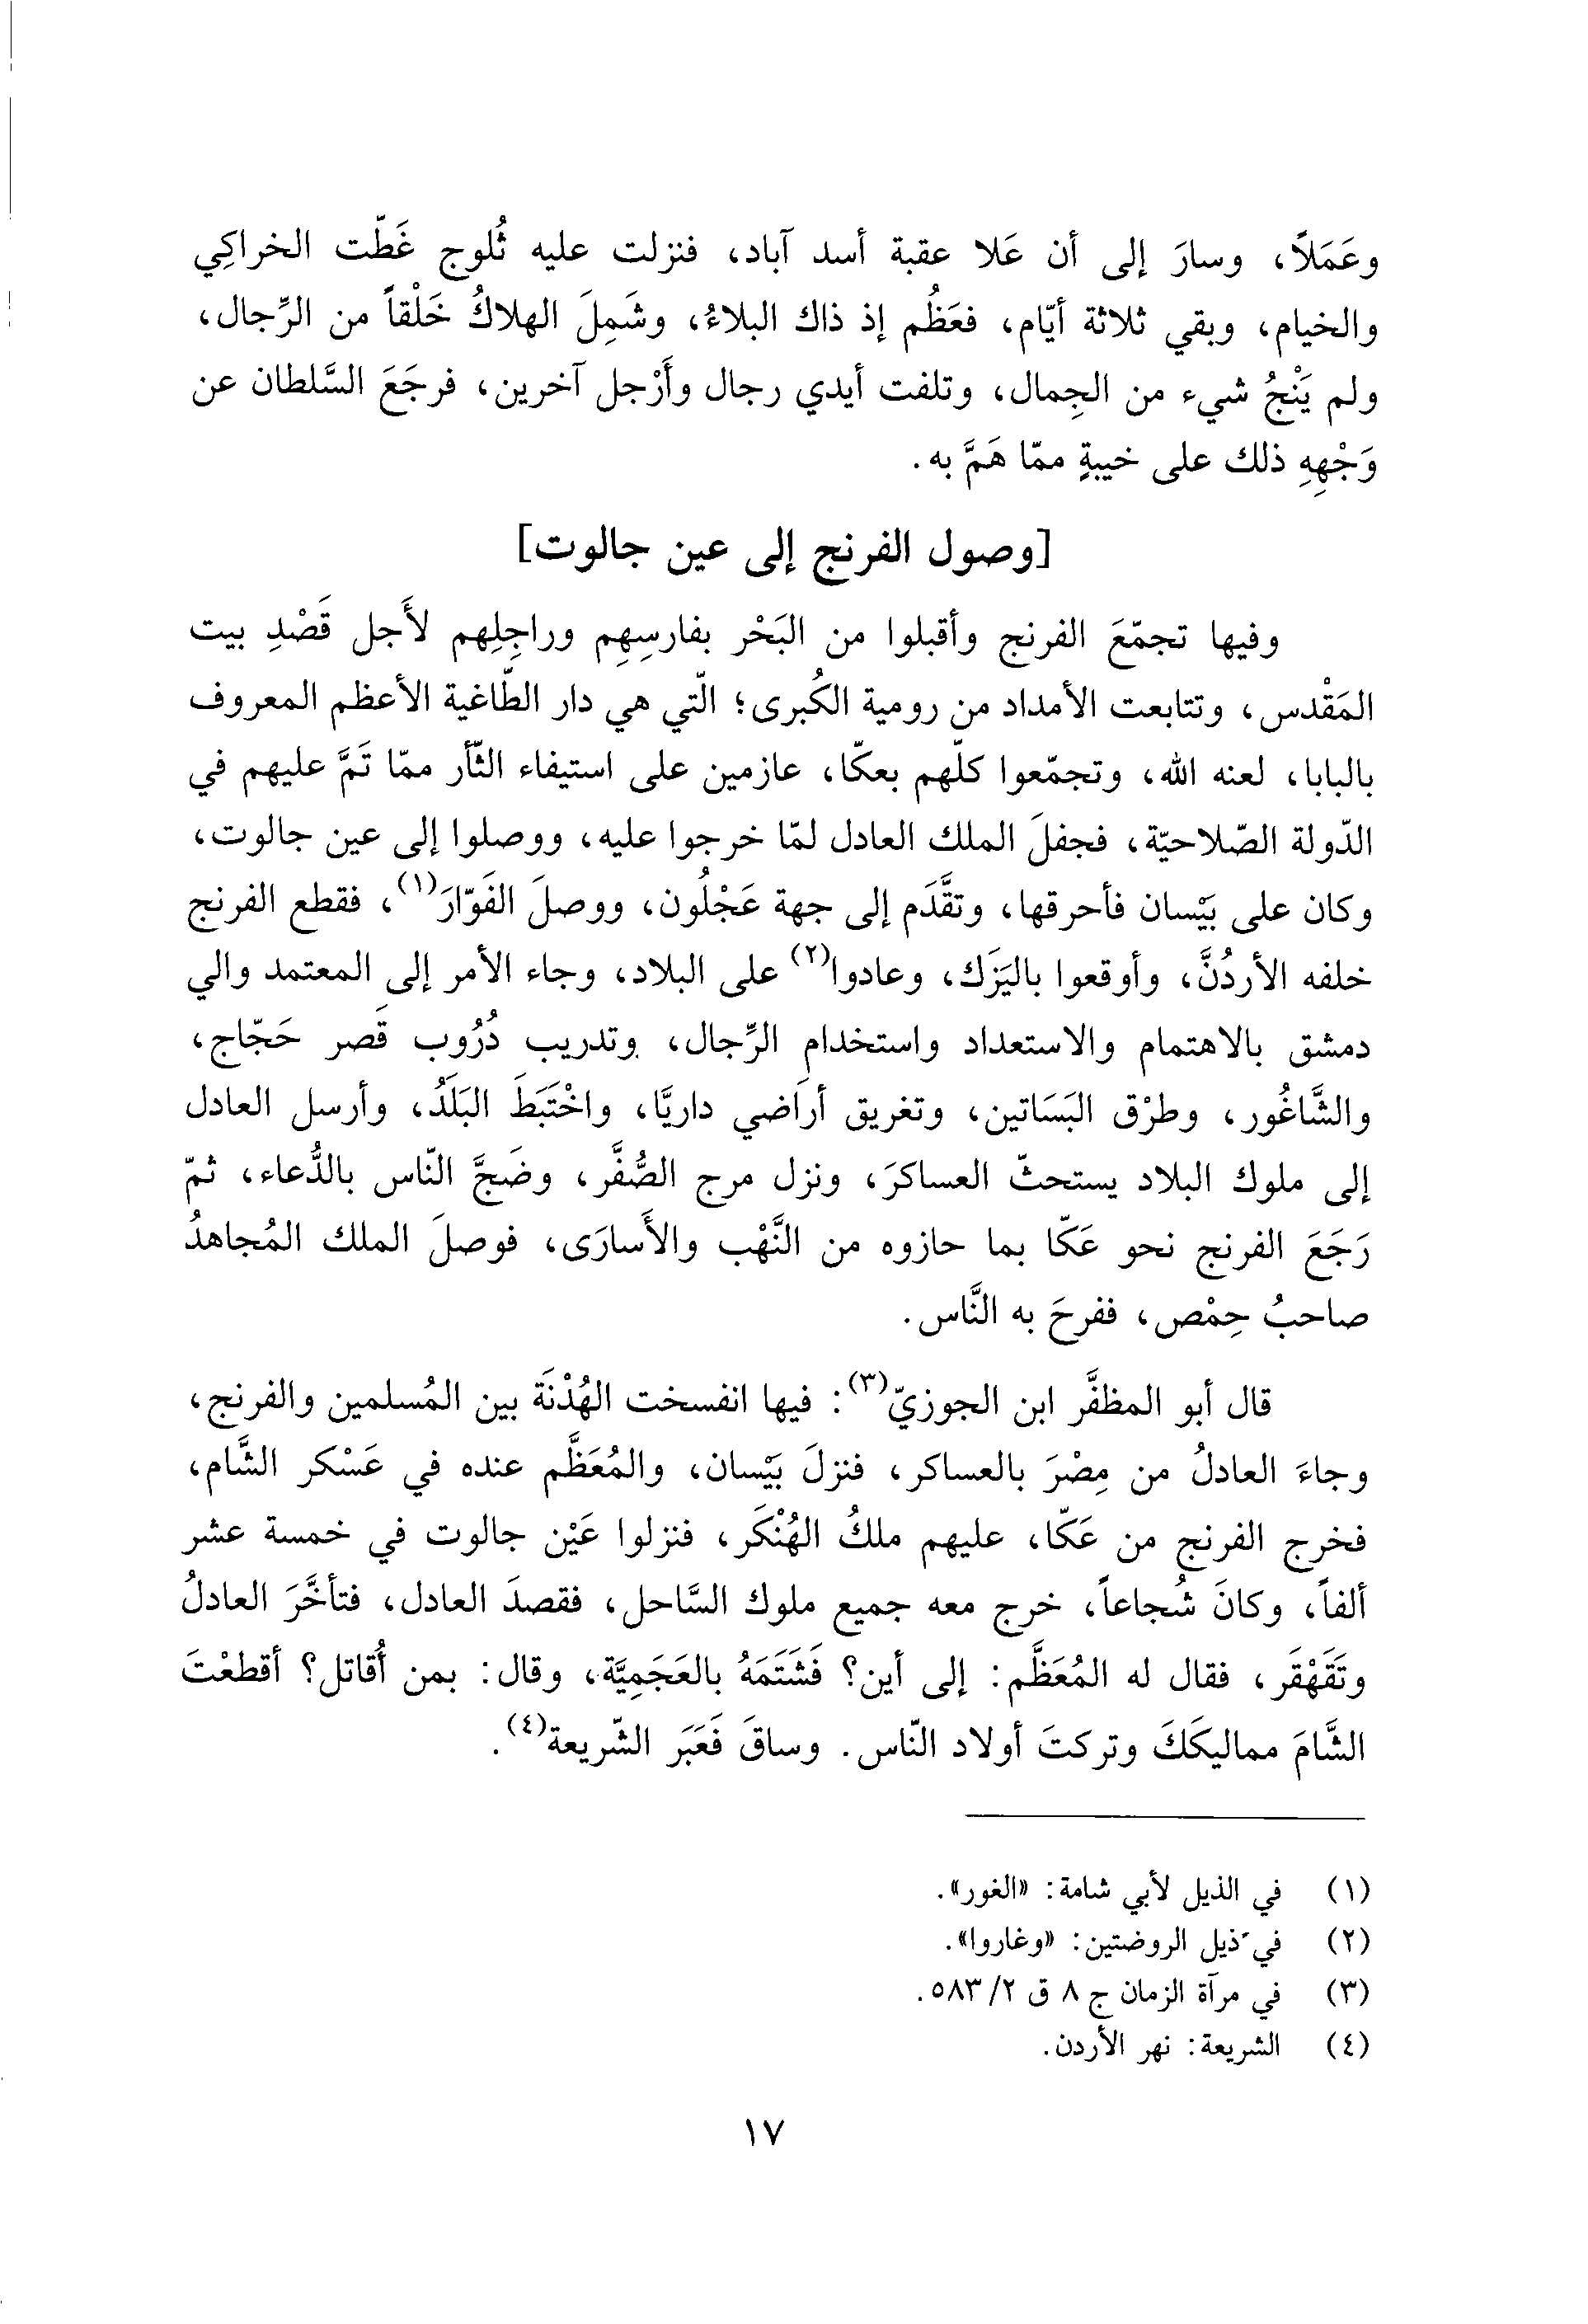 وعَمَلاً، وسارَ إلى أن عَلا عقبة أسد آباد، فنزلت عليه ثُلوج غَطّت الخراكِي
والخيام، وبقي ثلاثة أيّام، فعَظُم إذ ذاك البلاءُ، وشَمِلَ الهلاكُ خَلْقاً من الرِّجال،
ولم يَنْجُ شيء من الجِمال، وتلفت أيدي رجال وأَرْجل آخرين، فرجَعَ السَّلطان عن
وَجْهِهِ ذلك على خيبةٍ ممّا هَمَّ به.
[وصول الفرنج إلى عين جالوت]
وفيها تجمّعَ الفرنج وأقبلوا من البَحْر بفارسِهِم وراجِلِهم لأَجل قَصْدِ بيت
المَقْدس، وتتابعت الأمداد من رومية الكُبرى؛ الّتي هي دار الطّاغية الأعظم المعروف
بالبابا، لعنه الله، وتجمّعوا كلّهم بعكّا، عازمين على استيفاء الثّأر ممّا تَمَّ عليهم في
الدّولة الصّلاحيّة، فجفلَ الملك العادل لمّا خرجوا عليه، ووصلوا إلى عين جالوت،
وكان على بَيْسان فأحرقها، وتقَّدَم إلى جهة عَجْلُون، ووصلَ الفَوّارَ(١)، فقطع الفرنج
خلفه الأردُنَّ، وأوقعوا باليَزَك، وعادوا(٢) على البلاد، وجاء الأمر إلى المعتمد والي
دمشق بالاهتمام والاستعداد واستخدامِ الرِّجال، وتدريب دُرُوب قَصر حَجّاج،
والشَّاغُور، وطرْق البَسَاتين، وتغريق أراَضي داريَّا، واخْتَبَطَ البَلَدُ، وأرسل العادل
إلى ملوك البلاد يستحثّ العساكرَ، ونزل مرج الصُّفَّر، وضَجَّ النّاس بالدُّعاء، ثمّ
رَجَعَ الفرنج نحو عَكّا بما حازوه من النَّهْب والأَسارَى، فوصلَ الملك المُجاهدُ
صاحبُ حِمْص، ففرحَ به النَّاس.
قال أبو المظفَّر ابن الجوزيّ(٣): فيها انفسخت الهُدْنَة بين المُسلمين والفرنج،
وجاءَ العادلُ من مِصْرَ بالعساكر، فنزلَ بَيْسان، والمُعَظَّم عنده في عَسْكر الشَّام،
فخرج الفرنج من عَكّا، عليهم ملكُ الهُنْكَر، فنزلوا عَيْن جالوت في خمسة عشر
ألفاً، وكانَ شُجاعاً، خرج معه جميع ملوك السَّاحل، فقصدَ العادل، فتأخَّرَ العادلُ
وتَقَهْقَر، فقال له المُعَظَّم: إلى أين؟ فَشَتَمَهُ بالعَجَمِيَّة، وقال: بمن أُقاتل؟ أقطعْتَ
الشَّامَ مماليكَكَ وتركتَ أولاد النّاس. وساقَ فَعَبَر الشّريعة(٤).
(١) في الذيل لأبي شامة: «الغور».
(٢) في ذيل الروضتين: «وغاروا».
(٣) في مرآة الزمان ج ٨ ق ٢/ ٥٨٣.
(٤) الشريعة: نهر الأردن.
١٧